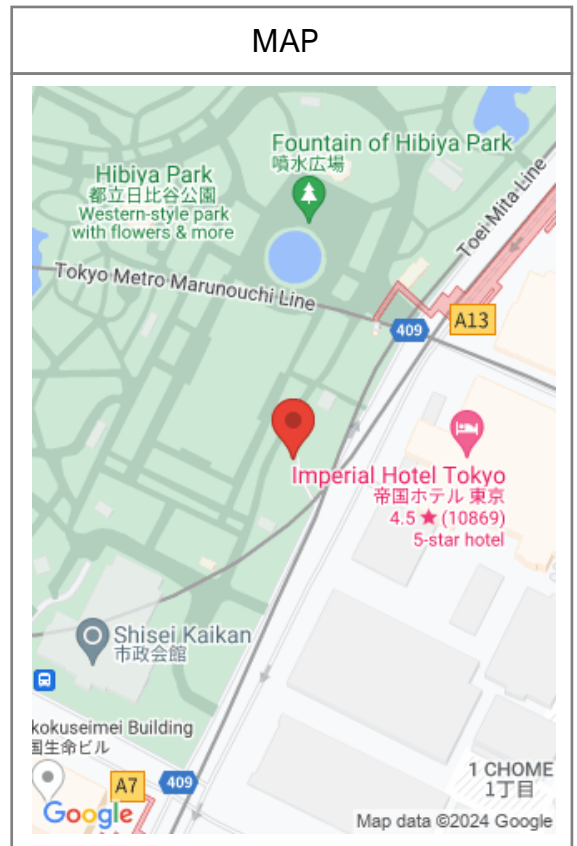 MAP
Fountain of Hibiya Park
噴水広場
Hibiya Park
都立日比谷公園
Western-style park
with flowers & more
Toei Mita Line
Tokyo Metro Marunouchi Line
A13
409
Imperial Hotel Tokyo
帝国ホテル 東京
4.5 ★ (10869)
5-star hotel
Shisei Kaikan
市政会館
kokuseimei Building
国生命ビル
1 CHOME
1丁目
A7
409
Google
Map data ©2024 Google